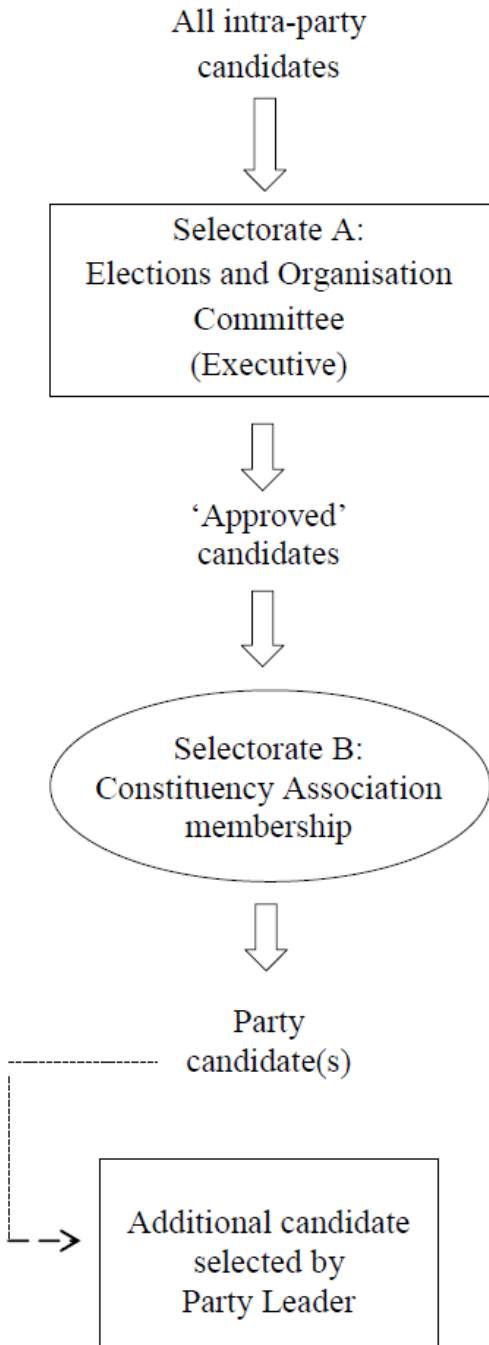 All intra-party
candidates
Selectorate A:
Elections and Organisation
Committee
(Executive)
‘Approved’
candidates
Selectorate B:
Constituency Association
membership
Party
candidate(s)
Additional candidate
selected by
Party Leader